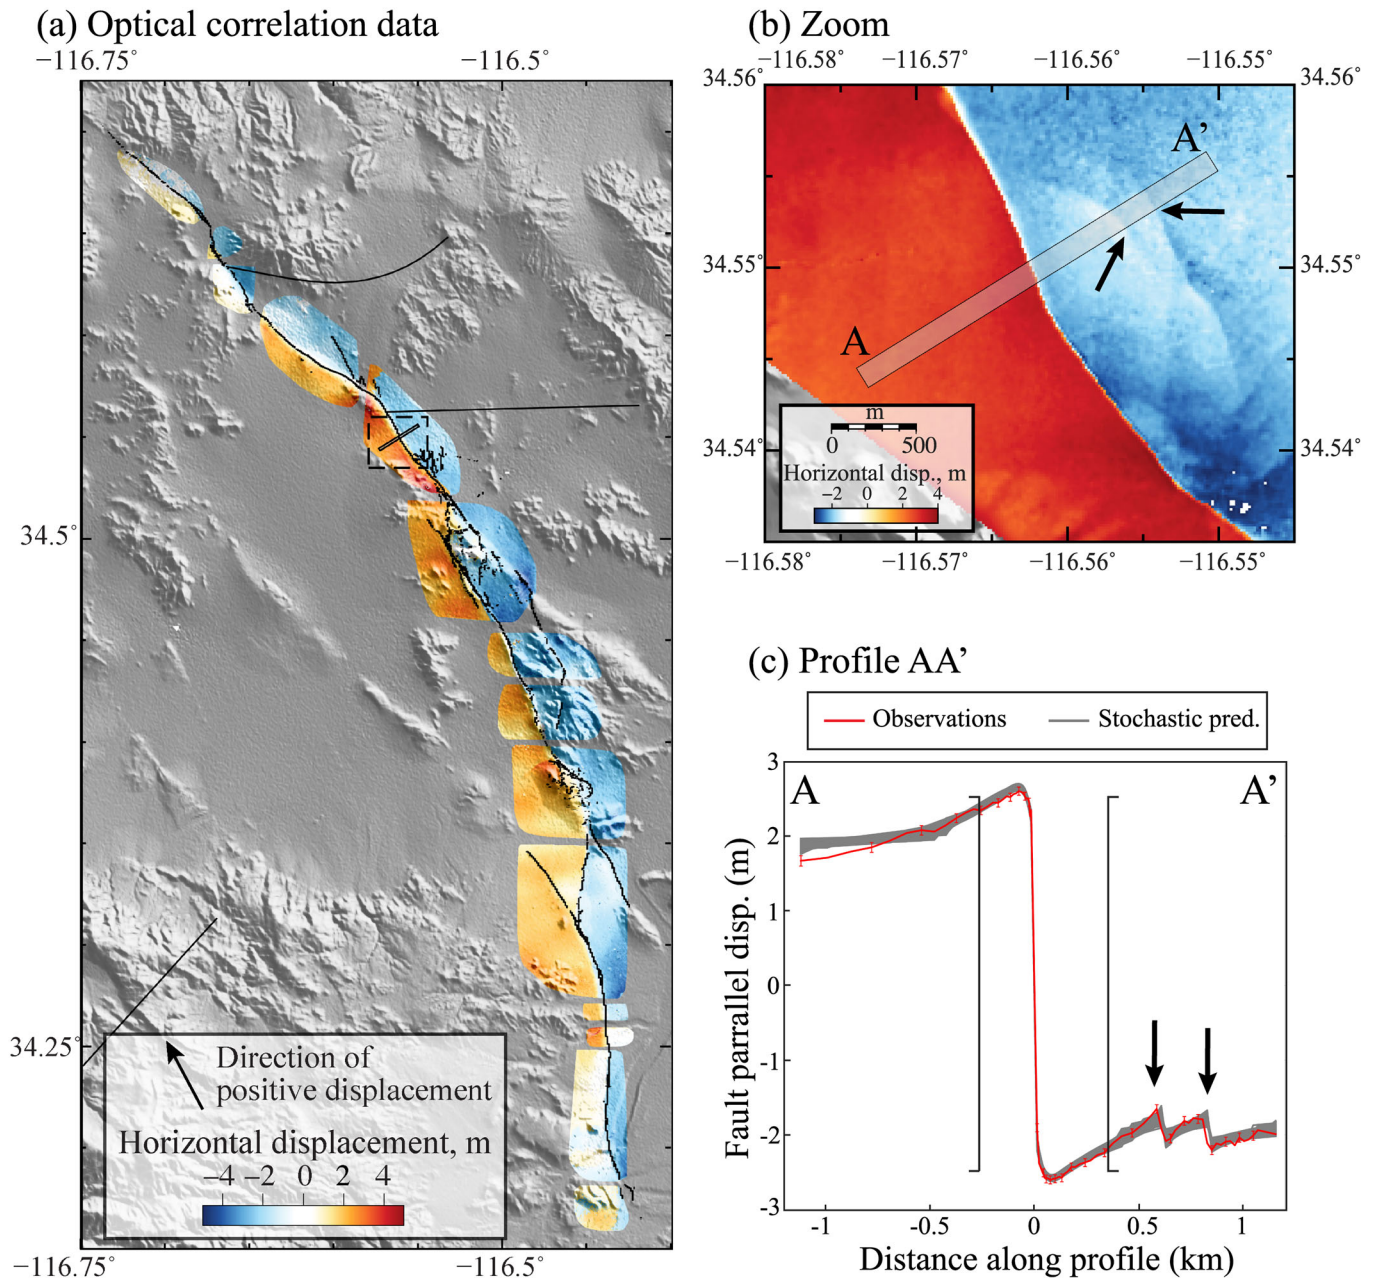 (a) Optical correlation data
−116.75° −116.5°
34.5°
34.25°
Direction of
positive displacement
Horizontal displacement, m
−4 −2 0 2 4
−116.75° −116.5°
(b) Zoom
−116.58° −116.57° −116.56° −116.55°
34.56° 34.56°
A'
34.55° 34.55°
A
m
0 500
34.54° 34.54°
Horizontal disp., m
−2 0 2 4
−116.58° −116.57° −116.56° −116.55°
(c) Profile AA’
Observations Stochastic pred.
A A’
3
2
1
0
-1
-2
-3
Fault parrallel disp. (m)
-1 -0.5 0 0.5 1
Distance along profile (km)